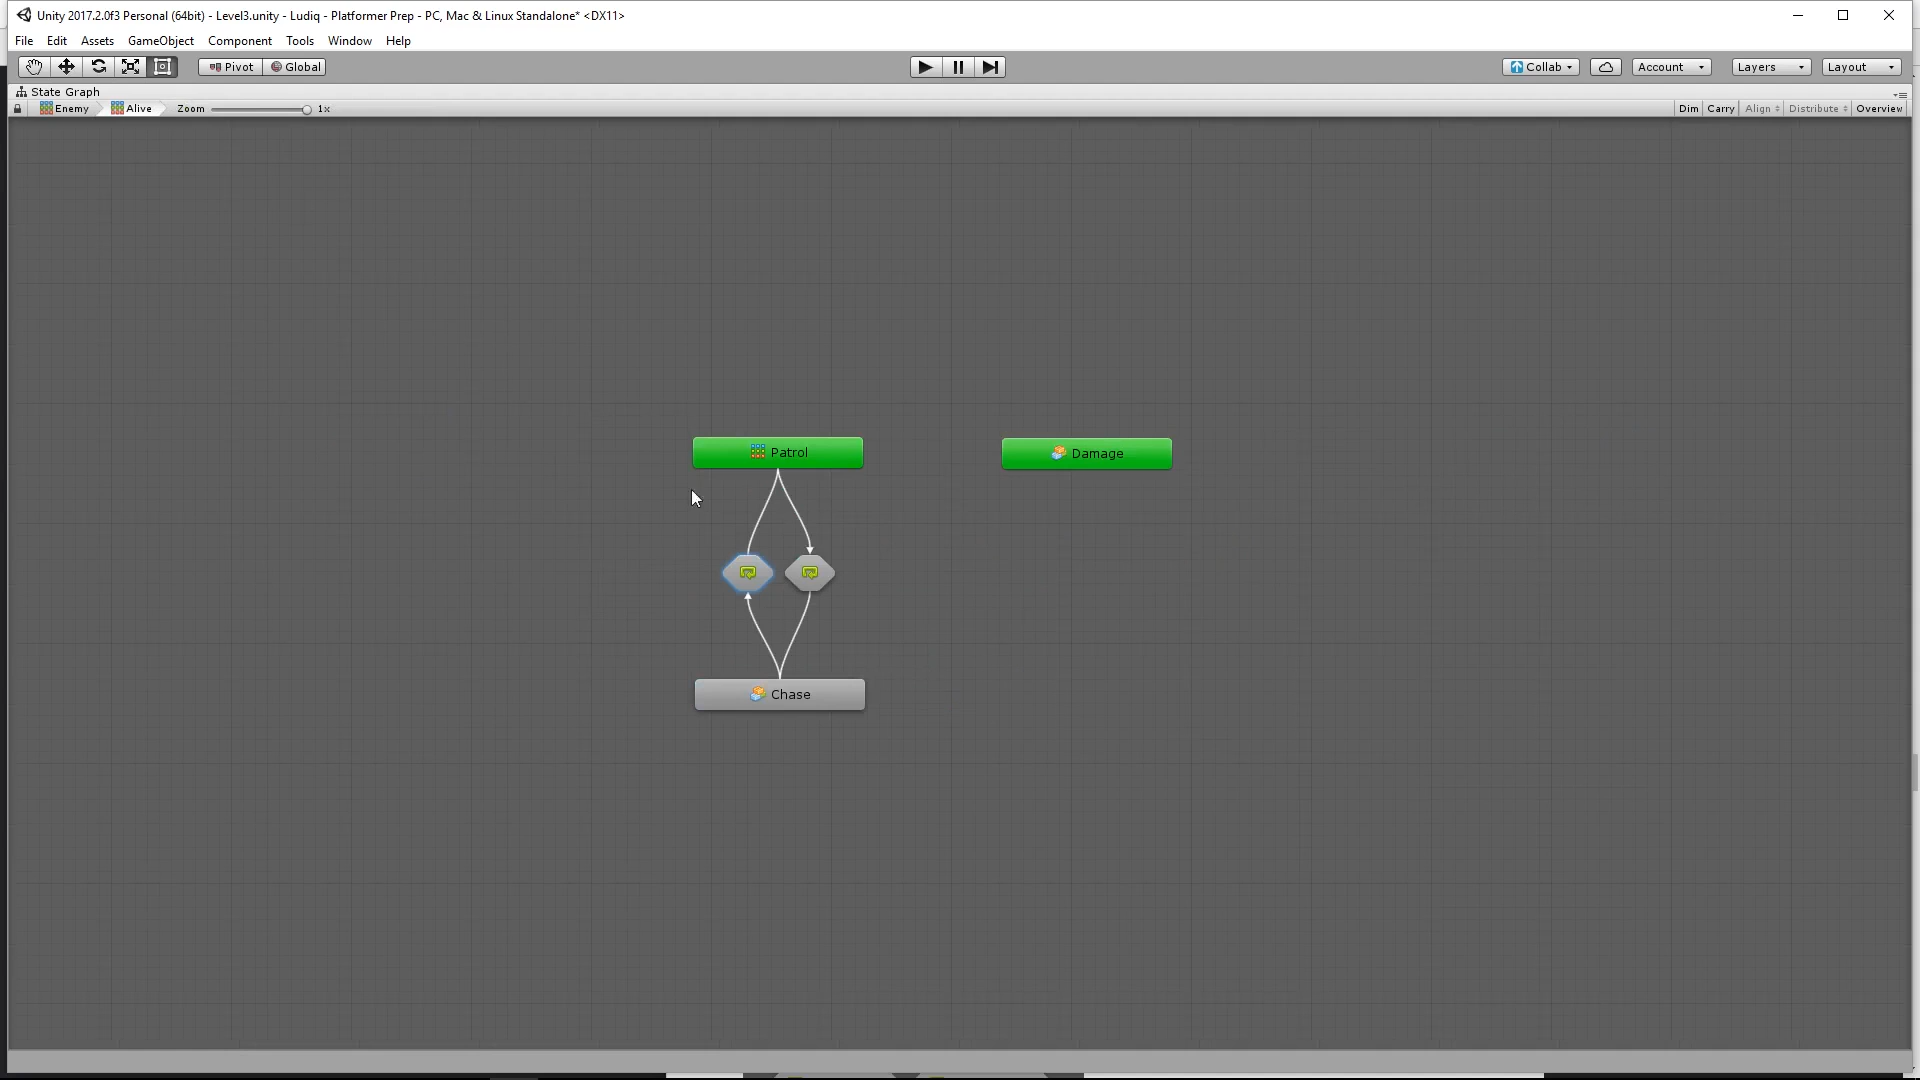 Unity 2017.2.0f3 Personal (64bit) - Level3.unity - Ludiq - Platformer Prep - PC, Mac & Linux Standalone* <DX11>
File Edit Assets GameObject Component Tools Window Help
Pivot Global Collab Account Layers Layout
State Graph
Enemy Alive Zoom 1x Dim Carry Align Distribute Overview
Patrol Damage
Chase